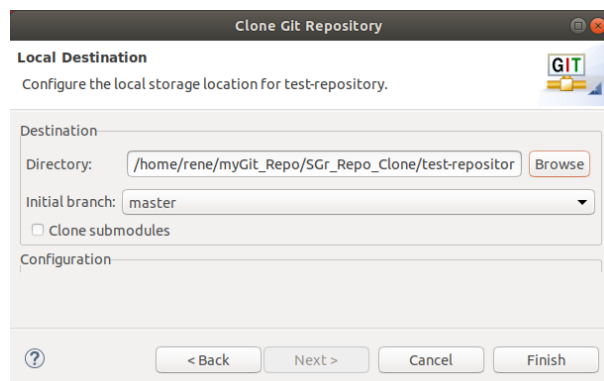 Clone Git Repository
Local Destination
Configure the local storage location for test-repository.
GIT
Destination
Directory: /home/rene/myGit_Repo/SGr_Repo_Clone/test-repositor Browse
Initial branch: master
Clone submodules
Configuration
? < Back Next > Cancel Finish